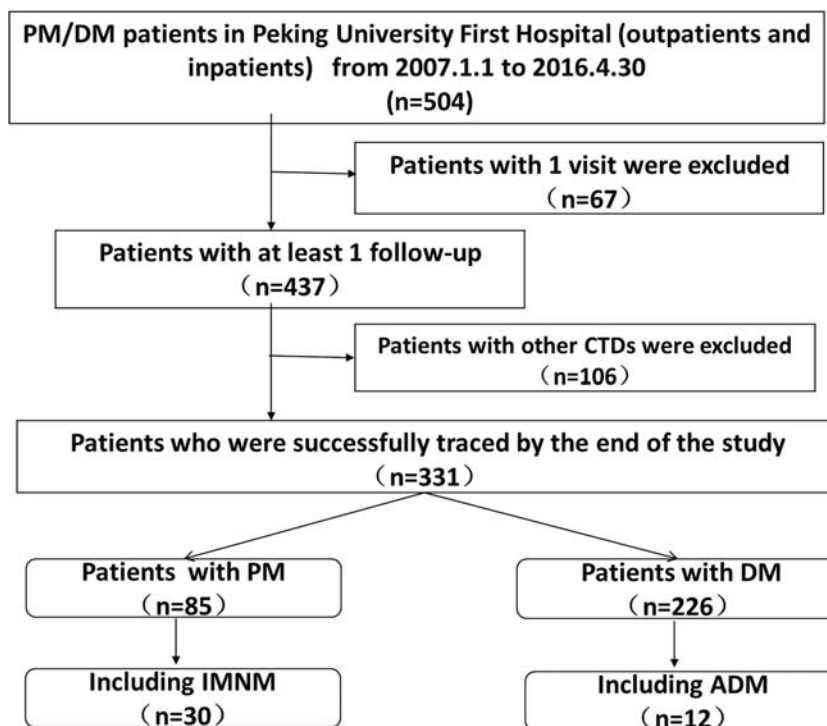 PM/DM patients in Peking University First Hospital (outpatients and
inpatients) from 2007.1.1 to 2016.4.30
(n=504)
Patients with 1 visit were excluded
（n=67）
Patients with at least 1 follow-up
（n=437）
Patients with other CTDs were excluded
（n=106）
Patients who were successfully traced by the end of the study
（n=331）
Patients with PM
（n=85）
Patients with DM
（n=226）
Including IMNM
（n=30）
Including ADM
（n=12）